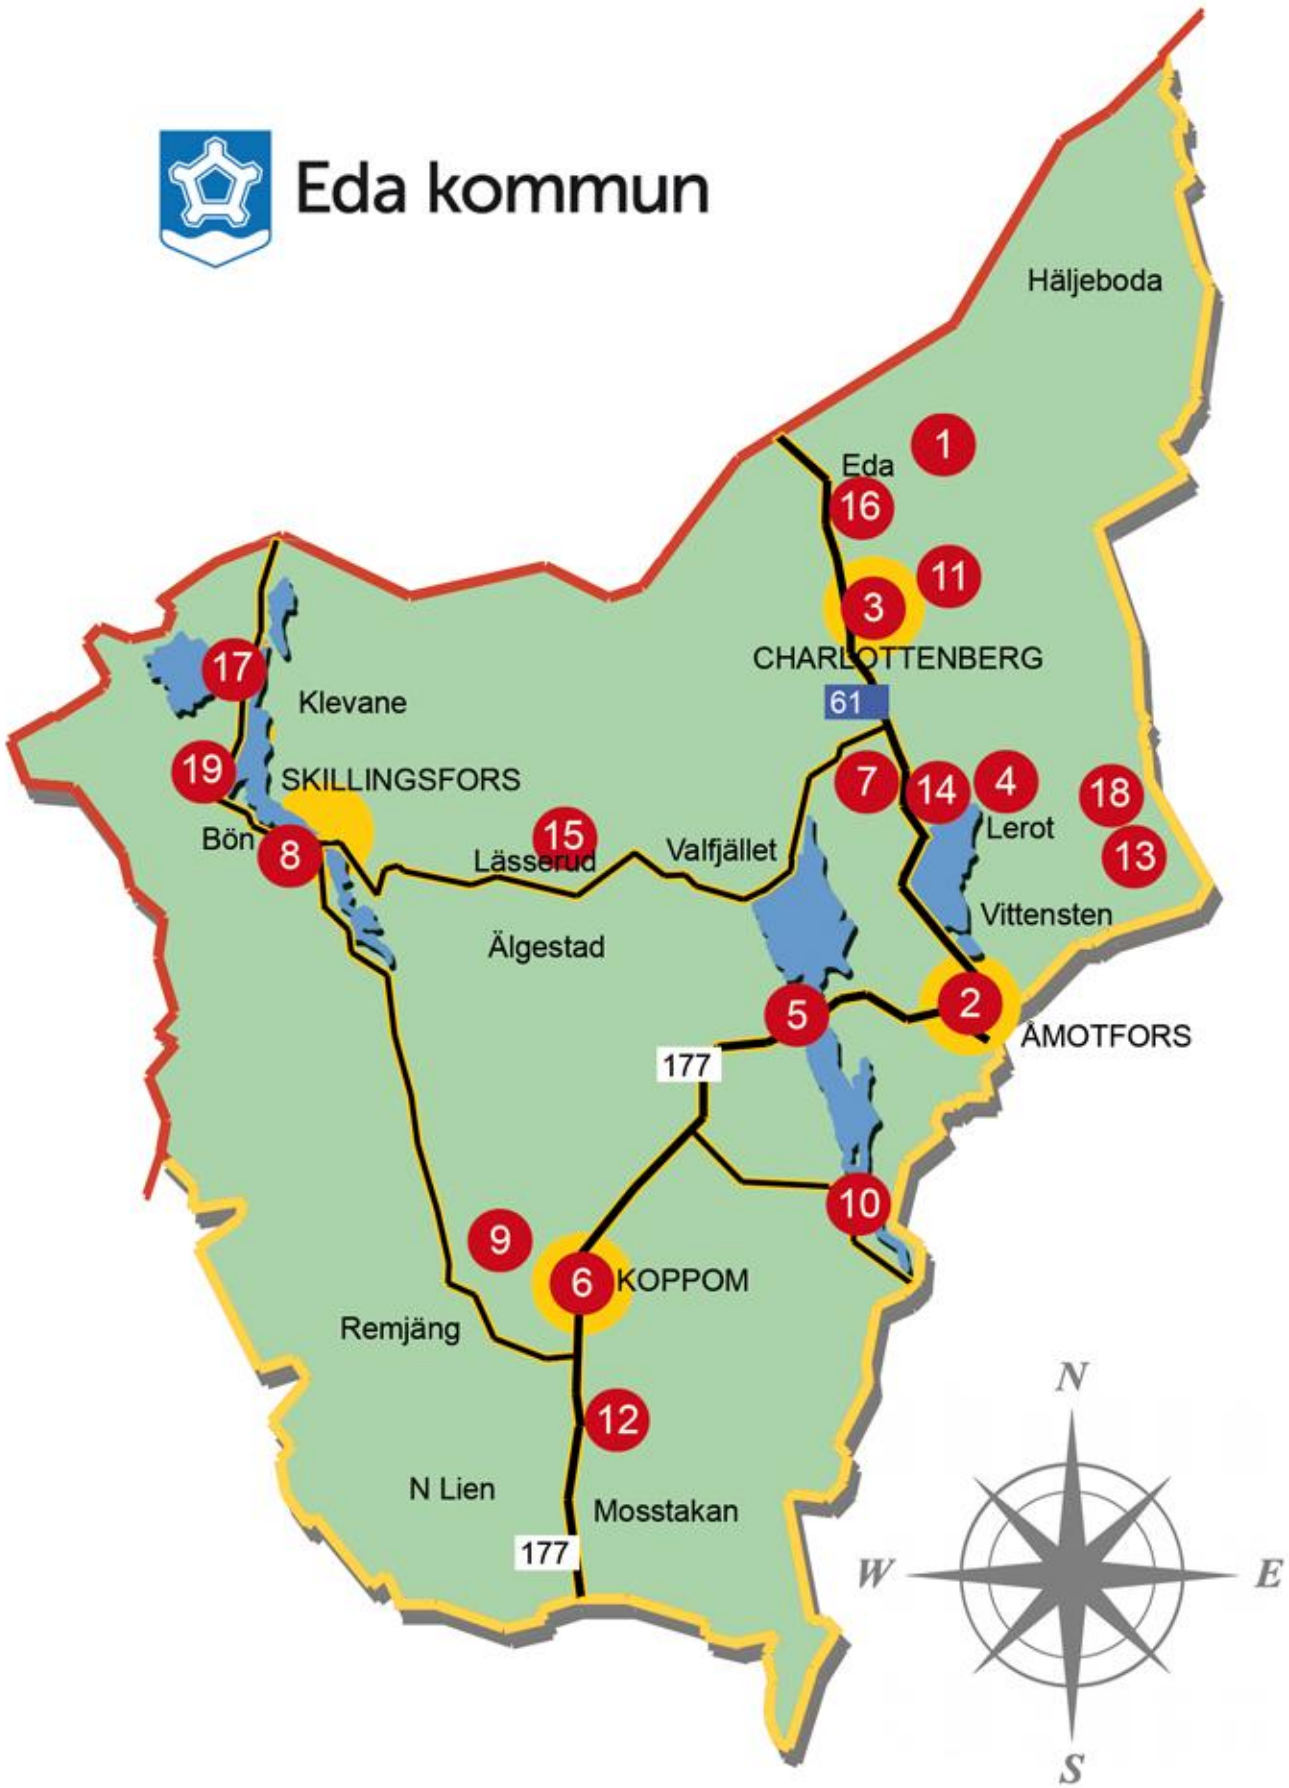 Eda kommun
Häljeboda
1
Eda
16
11
3
CHARLOTTENBERG
17
Klevane
61
19
SKILLINGSFORS
7
14
4
18
Bön
8
15
Lässerud
Valfjället
Lerot
13
Älgestad
Vittensten
5
2
ÅMOTFORS
177
10
9
6
KOPPOM
Remjäng
12
N
N Lien
Mosstakan
177
W
E
S